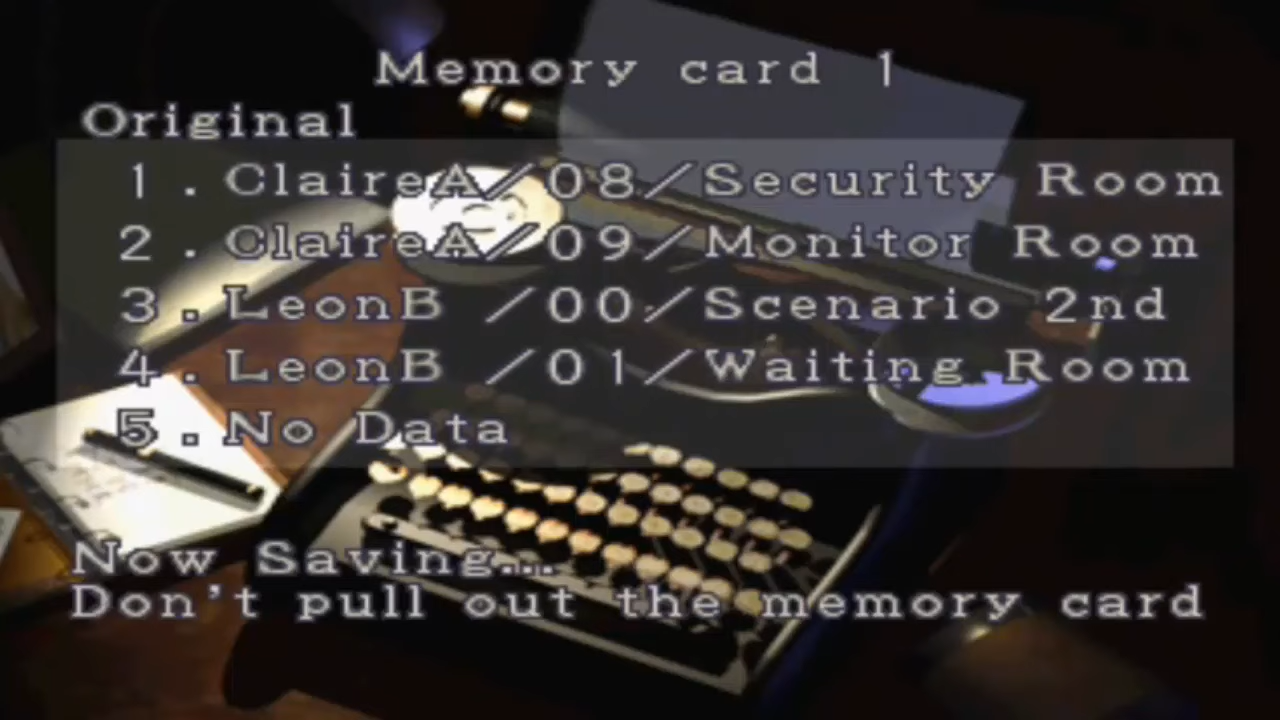 Memory card 1
Original
1. ClaireA/08/Security Room
2. ClaireA/09/Monitor Room
3. LeonB /00/Scenario 2nd
4. LeonB /01/Waiting Room
5. No Data
Now Saving...
Don't pull out the memory card